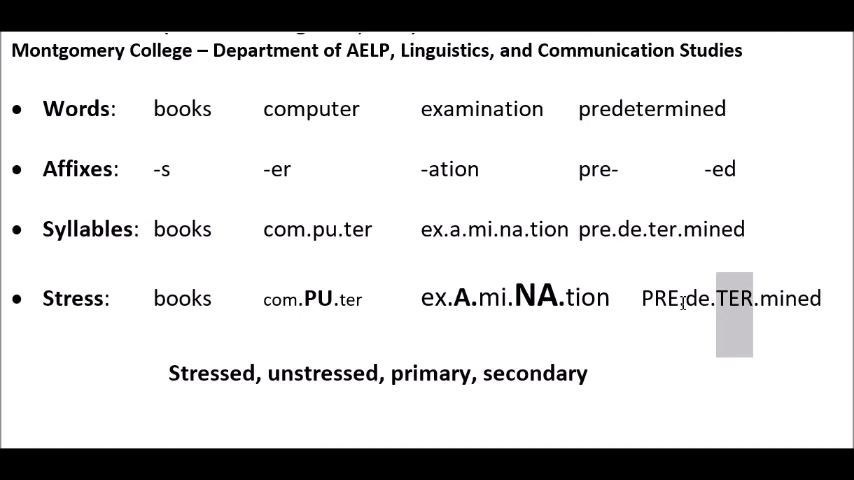 Montgomery College – Department of AELP, Linguistics, and Communication Studies
• Words: books computer examination predetermined
• Affixes: -s -er -ation pre- -ed
• Syllables: books com.pu.ter ex.a.mi.na.tion pre.de.ter.mined
• Stress: books com.PU.ter ex.A.mi.NA.tion PRE.de.TER.mined
Stressed, unstressed, primary, secondary